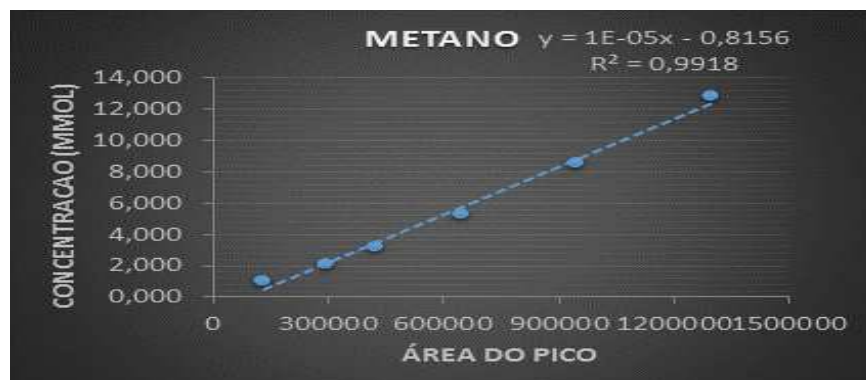 METANO y = 1E-05x - 0,8156
R² = 0,9918
14,000
12,000
10,000
8,000
6,000
4,000
2,000
0,000
CONCENTRACAO (MMOL)
0 300000 600000 900000 1200000 1500000
ÁREA DO PICO